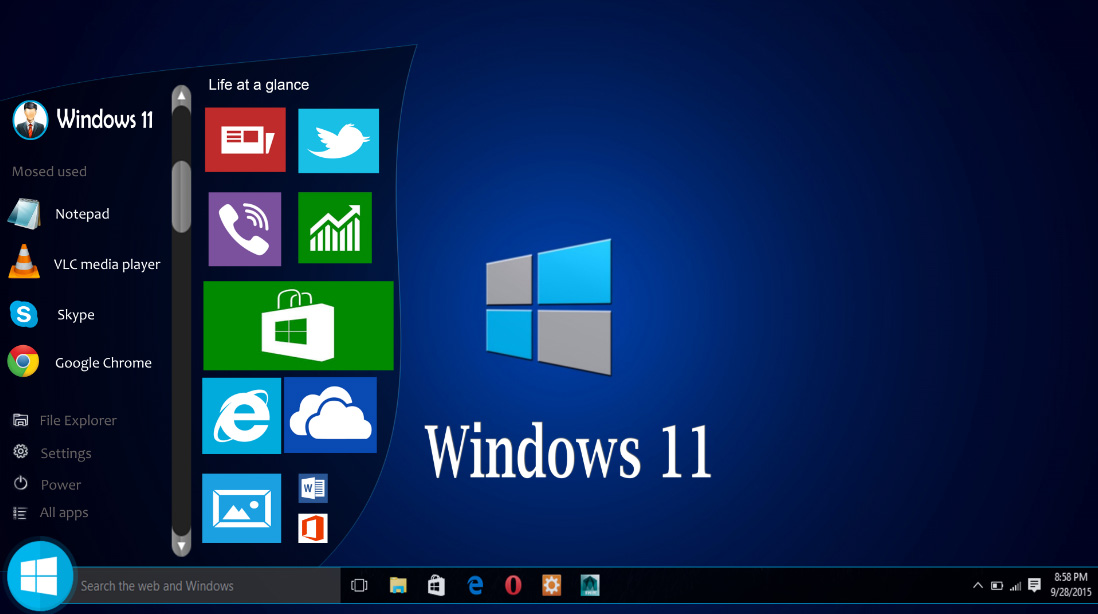 Life at a glance
Windows 11
Mosed used
Notepad
VLC media player
Skype
Google Chrome
File Explorer
Settings
Power
All apps
Windows 11
Search the web and Windows
8:58 PM
9/28/2015